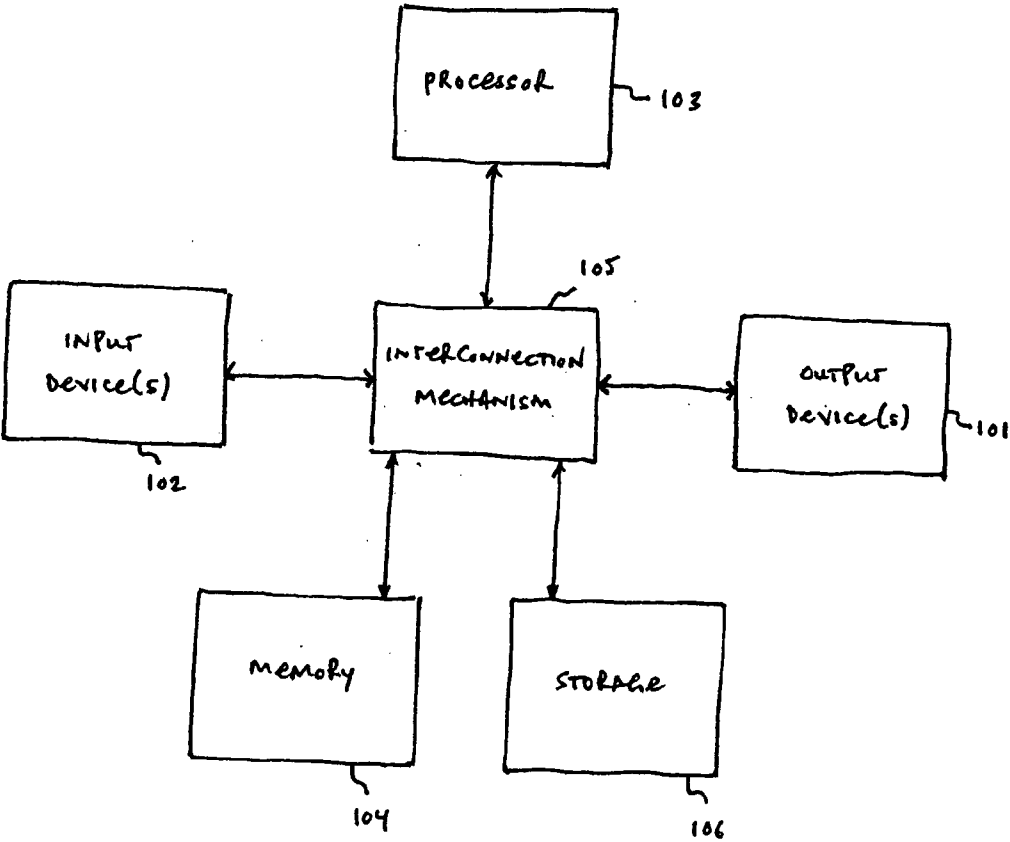 PROCESSOR
103
105
INPUT
DEVICE(S)
102
INTERCONNECTION
MECHANISM
OUTPUT
DEVICE(S)
101
MEMORY
104
STORAGE
106